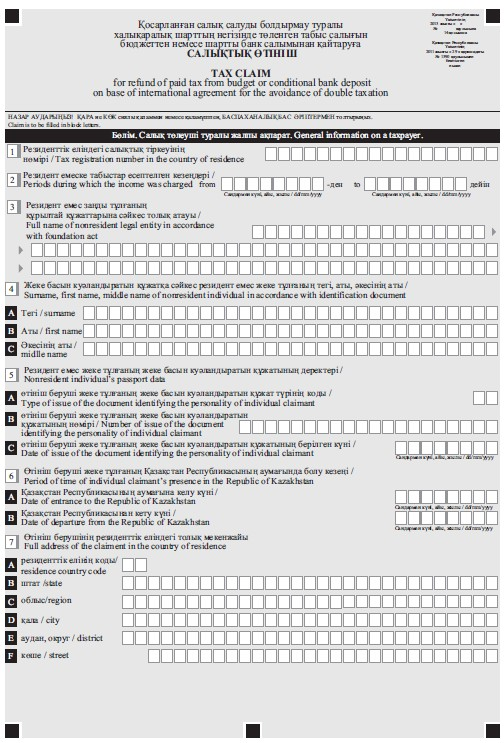 Қосарланған салық салуды болдырмау туралы
халықаралық шарттың негізінде төленген табыс салығын
бюджеттен немесе шартты банк салымынан қайтаруға
САЛЫҚТЫҚ ӨТІНІШ
TAX CLAIM
for refund of paid tax from budget or conditional bank deposit
on base of international agreement for the avoidance of double taxation
НАЗАР АУДАРЫҢЫЗ! ҚАРА не КӨК сиялы қаламмен немесе қаламұшпен, БАСПАХАНАЛЫҚ БАС ӘРІПТЕРМЕН толтырыңыз.
Claim is to be filled in block letters.
Бөлім. Салық төлеуші туралы жалпы ақпарат. General information on a taxpayer.
1 Резиденттік еліндегі салықтық тіркеуінің
нөмірі / Tax registration number in the country of residence
2 Резидент емеске табыстар есептелген кезеңдері /
Periods during which the income was charged from -ден to дейін
Сандармен күні, айы, жылы / dd/mm/yyyy Сандармен күні, айы, жылы / dd/mm/yyyy
3 Резидент емес заңды тұлғаның
құрылтай құжаттарына сәйкес толық атауы /
Full name of nonresident legal entity in accordance
with foundation act
4 Жеке басын куәландыратын құжатқа сәйкес резидент емес жеке тұлғаның тегі, аты, әкесінің аты /
Surname, first name, middle name of nonresident individual in accordance with identification document
A Тегі / surname
B Аты / first name
C Әкесінің аты /
midlle name
5 Резидент емес жеке тұлғаның жеке басын куәландыратын құжатының деректері /
Nonresident individual's passport data
A өтініш беруші жеке тұлғаның жеке басын куәландыратын құжат түрінің коды /
Type of issue of the document identifying the personality of individual claimant
B өтініш беруші жеке тұлғаның жеке басын куәландыратын
құжатының нөмірі / Number of issue of the document
identifying the personality of individual claimant
C өтініш беруші жеке тұлғаның жеке басын куәландыратын құжатының берілген күні /
Date of issue of the document identifying the personality of individual claimant
Сандармен күні, айы, жылы / dd/mm/yyyy
6 Өтініш беруші жеке тұлғаның Қазақстан Республикасының аумағында болу кезеңі /
Period of time of individual claimant's presence in the Republic of Kazakhstan
A Қазақстан Республикасының аумағына келу күні /
Date of entrance to the Republic of Kazakhstan
Сандармен күні, айы, жылы / dd/mm/yyyy
B Қазақстан Республикасынан кету күні /
Date of departure from the Republic of Kazakhstan
Сандармен күні, айы, жылы / dd/mm/yyyy
7 Өтініш берушінің резиденттік еліндегі толық мекенжайы
Full address of the claimant in the country of residence
A резиденттік елінің коды/
residence country code
B штат /state
C облыс/region
D қала / city
E аудан, округ / district
F көше / street